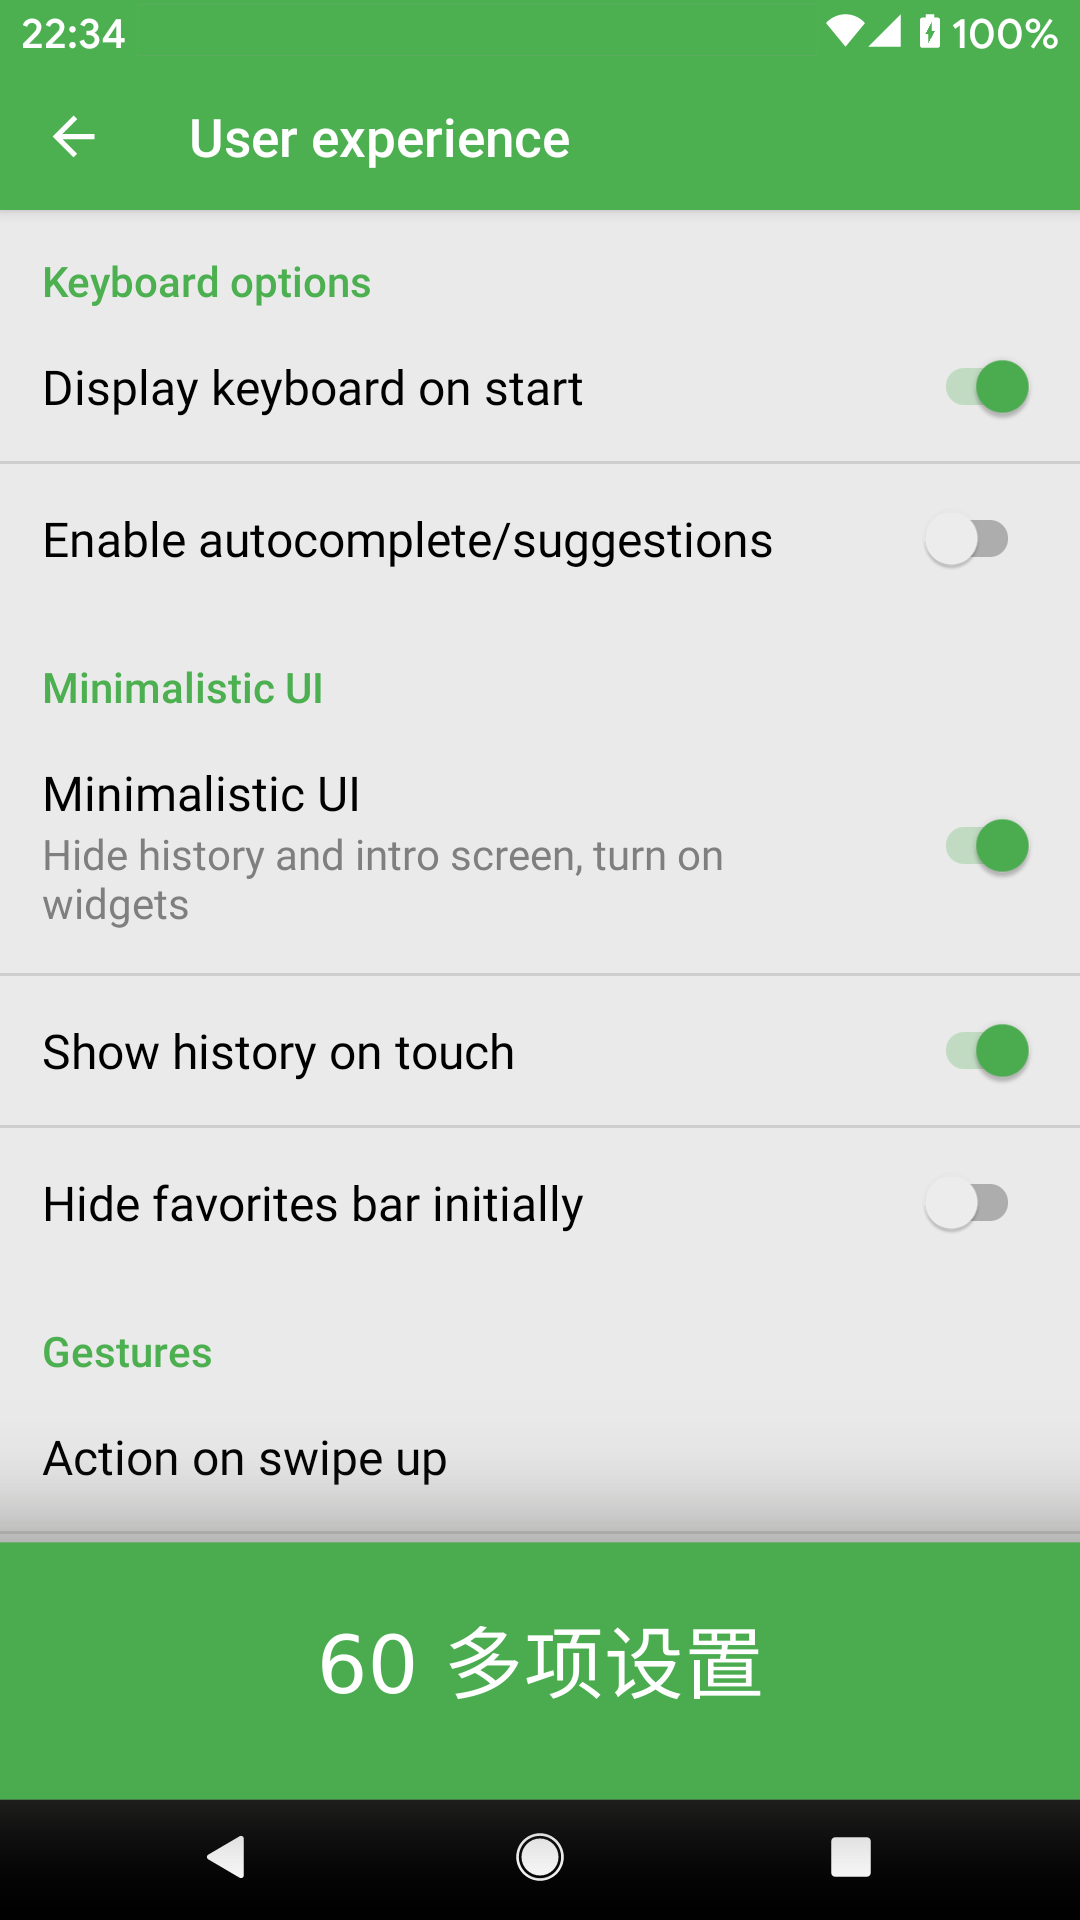 22:34
100%
User experience
Keyboard options
Display keyboard on start
Enable autocomplete/suggestions
Minimalistic UI
Minimalistic UI
Hide history and intro screen, turn on
widgets
Show history on touch
Hide favorites bar initially
Gestures
Action on swipe up
60 多项设置